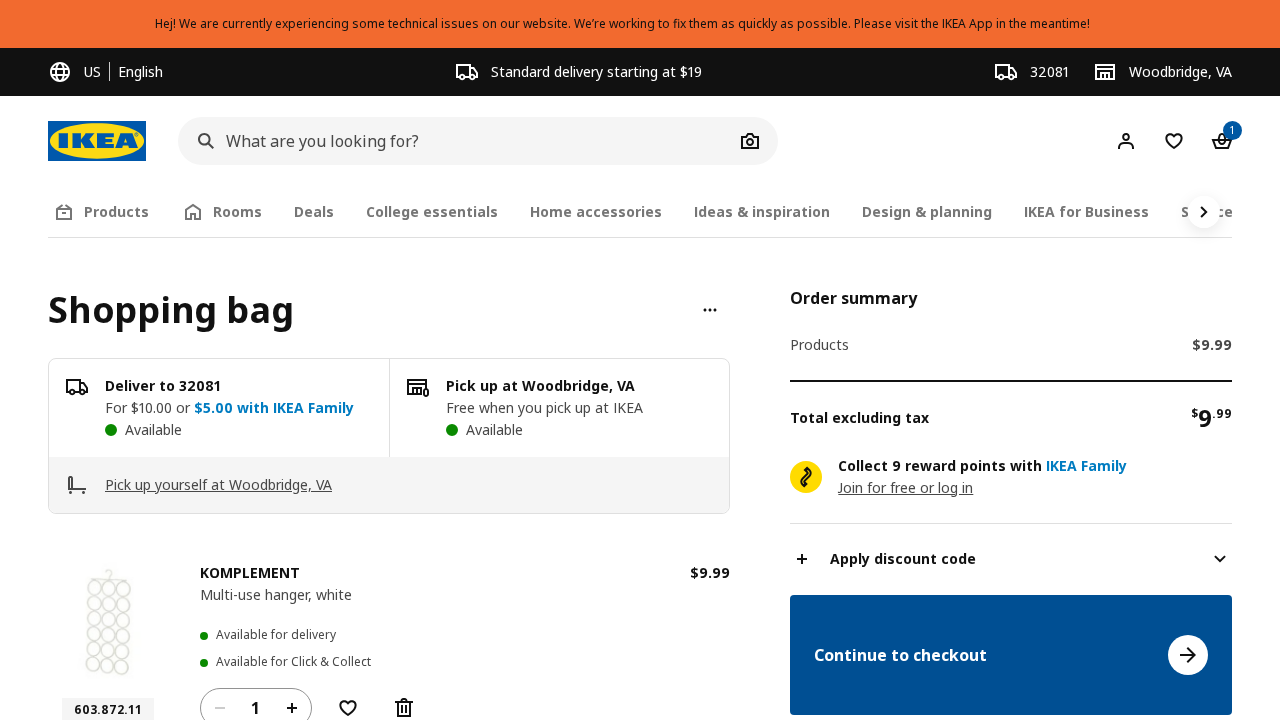 Hej! We are currently experiencing some technical issues on our website. We’re working to fix them as quickly as possible. Please visit the IKEA App in the meantime!
US English
Standard delivery starting at $19
32081
Woodbridge, VA
IKEA
What are you looking for?
1
Products
Rooms
Deals
College essentials
Home accessories
Ideas & inspiration
Design & planning
IKEA for Business
Shopping bag
Deliver to 32081
For $10.00 or $5.00 with IKEA Family
Available
Pick up at Woodbridge, VA
Free when you pick up at IKEA
Available
Pick up yourself at Woodbridge, VA
KOMPLEMENT
$9.99
Multi-use hanger, white
Available for delivery
Available for Click & Collect
603.872.11
1
Order summary
Products $9.99
Total excluding tax $9.99
Collect 9 reward points with IKEA Family
Join for free or log in
Apply discount code
Continue to checkout